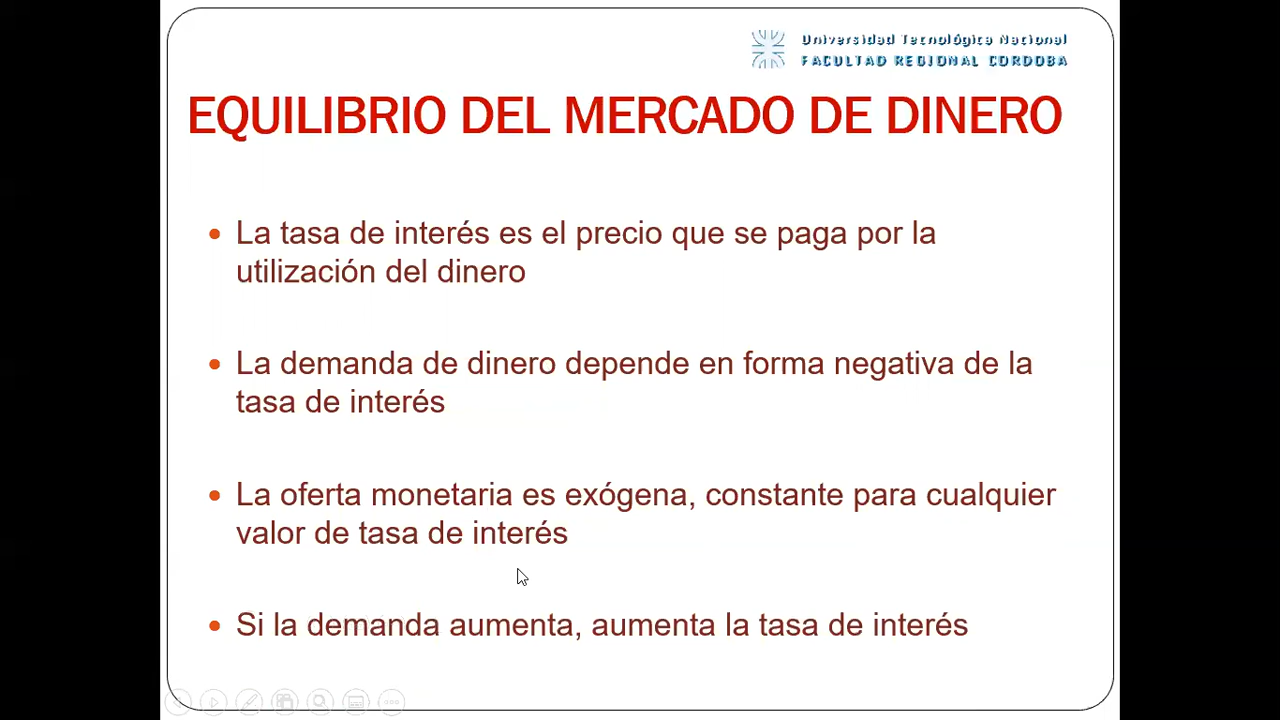 Universidad Tecnológica Nacional
FACULTAD REGIONAL CORDOBA
EQUILIBRIO DEL MERCADO DE DINERO
• La tasa de interés es el precio que se paga por la
utilización del dinero
• La demanda de dinero depende en forma negativa de la
tasa de interés
• La oferta monetaria es exógena, constante para cualquier
valor de tasa de interés
• Si la demanda aumenta, aumenta la tasa de interés